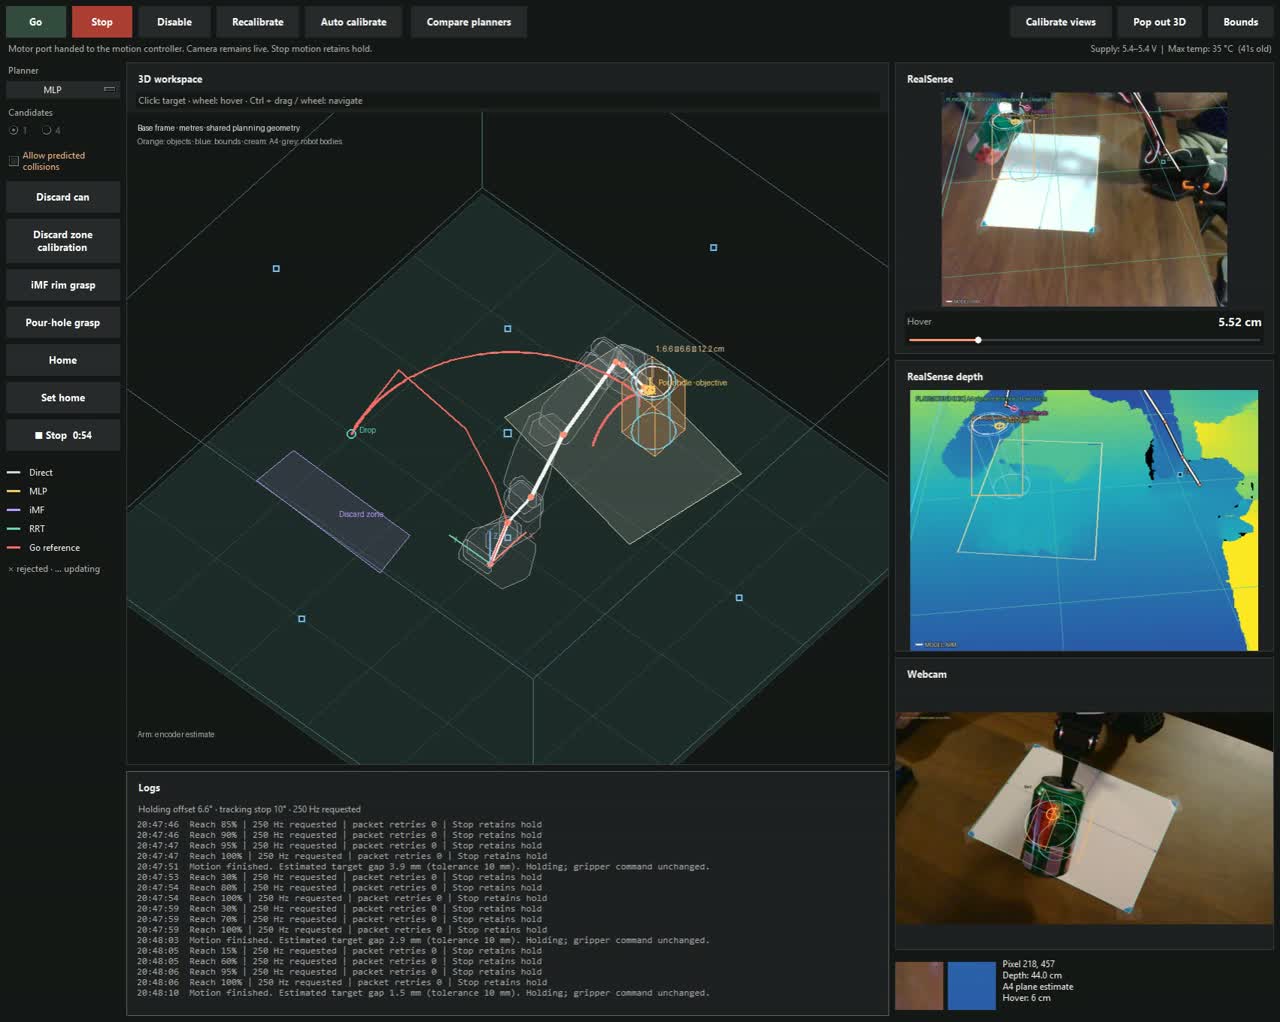 Go
Stop
Disable
Recalibrate
Auto calibrate
Compare planners
Calibrate views
Pop out 3D
Bounds
Motor port handed to the motion controller. Camera remains live. Stop motion retains hold.
Supply: 5.4–5.4 V | Max temp: 35 °C (41s old)
Planner
MLP
Candidates
1
4
Allow predicted
collisions
Discard can
Discard zone
calibration
iMF rim grasp
Pour-hole grasp
Home
Set home
Stop 0:54
Direct
MLP
iMF
RRT
Go reference
× rejected · ... updating
3D workspace
Click: target · wheel: hover · Ctrl + drag / wheel: navigate
Base frame · metres · shared planning geometry
Orange: objects · blue: bounds · cream: A4 · grey: robot bodies
Drop
Discard zone
Arm: encoder estimate
Logs
Holding offset 6.6° · tracking stop 10° · 250 Hz requested
20:47:46 Reach 85% | 250 Hz requested | packet retries 0 | Stop retains hold
20:47:46 Reach 90% | 250 Hz requested | packet retries 0 | Stop retains hold
20:47:47 Reach 95% | 250 Hz requested | packet retries 0 | Stop retains hold
20:47:47 Reach 100% | 250 Hz requested | packet retries 0 | Stop retains hold
20:47:51 Motion finished. Estimated target gap 3.9 mm (tolerance 10 mm). Holding; gripper command unchanged.
20:47:53 Reach 30% | 250 Hz requested | packet retries 0 | Stop retains hold
20:47:54 Reach 80% | 250 Hz requested | packet retries 0 | Stop retains hold
20:47:54 Reach 100% | 250 Hz requested | packet retries 0 | Stop retains hold
20:47:59 Reach 30% | 250 Hz requested | packet retries 0 | Stop retains hold
20:47:59 Reach 70% | 250 Hz requested | packet retries 0 | Stop retains hold
20:47:59 Reach 100% | 250 Hz requested | packet retries 0 | Stop retains hold
20:48:03 Motion finished. Estimated target gap 2.9 mm (tolerance 10 mm). Holding; gripper command unchanged.
20:48:05 Reach 15% | 250 Hz requested | packet retries 0 | Stop retains hold
20:48:05 Reach 60% | 250 Hz requested | packet retries 0 | Stop retains hold
20:48:06 Reach 95% | 250 Hz requested | packet retries 0 | Stop retains hold
20:48:06 Reach 100% | 250 Hz requested | packet retries 0 | Stop retains hold
20:48:10 Motion finished. Estimated target gap 1.5 mm (tolerance 10 mm). Holding; gripper command unchanged.
RealSense
Hover
5.52 cm
RealSense depth
MODEL ARM
Webcam
Pixel 218, 457
Depth: 44.0 cm
A4 plane estimate
Hover: 6 cm